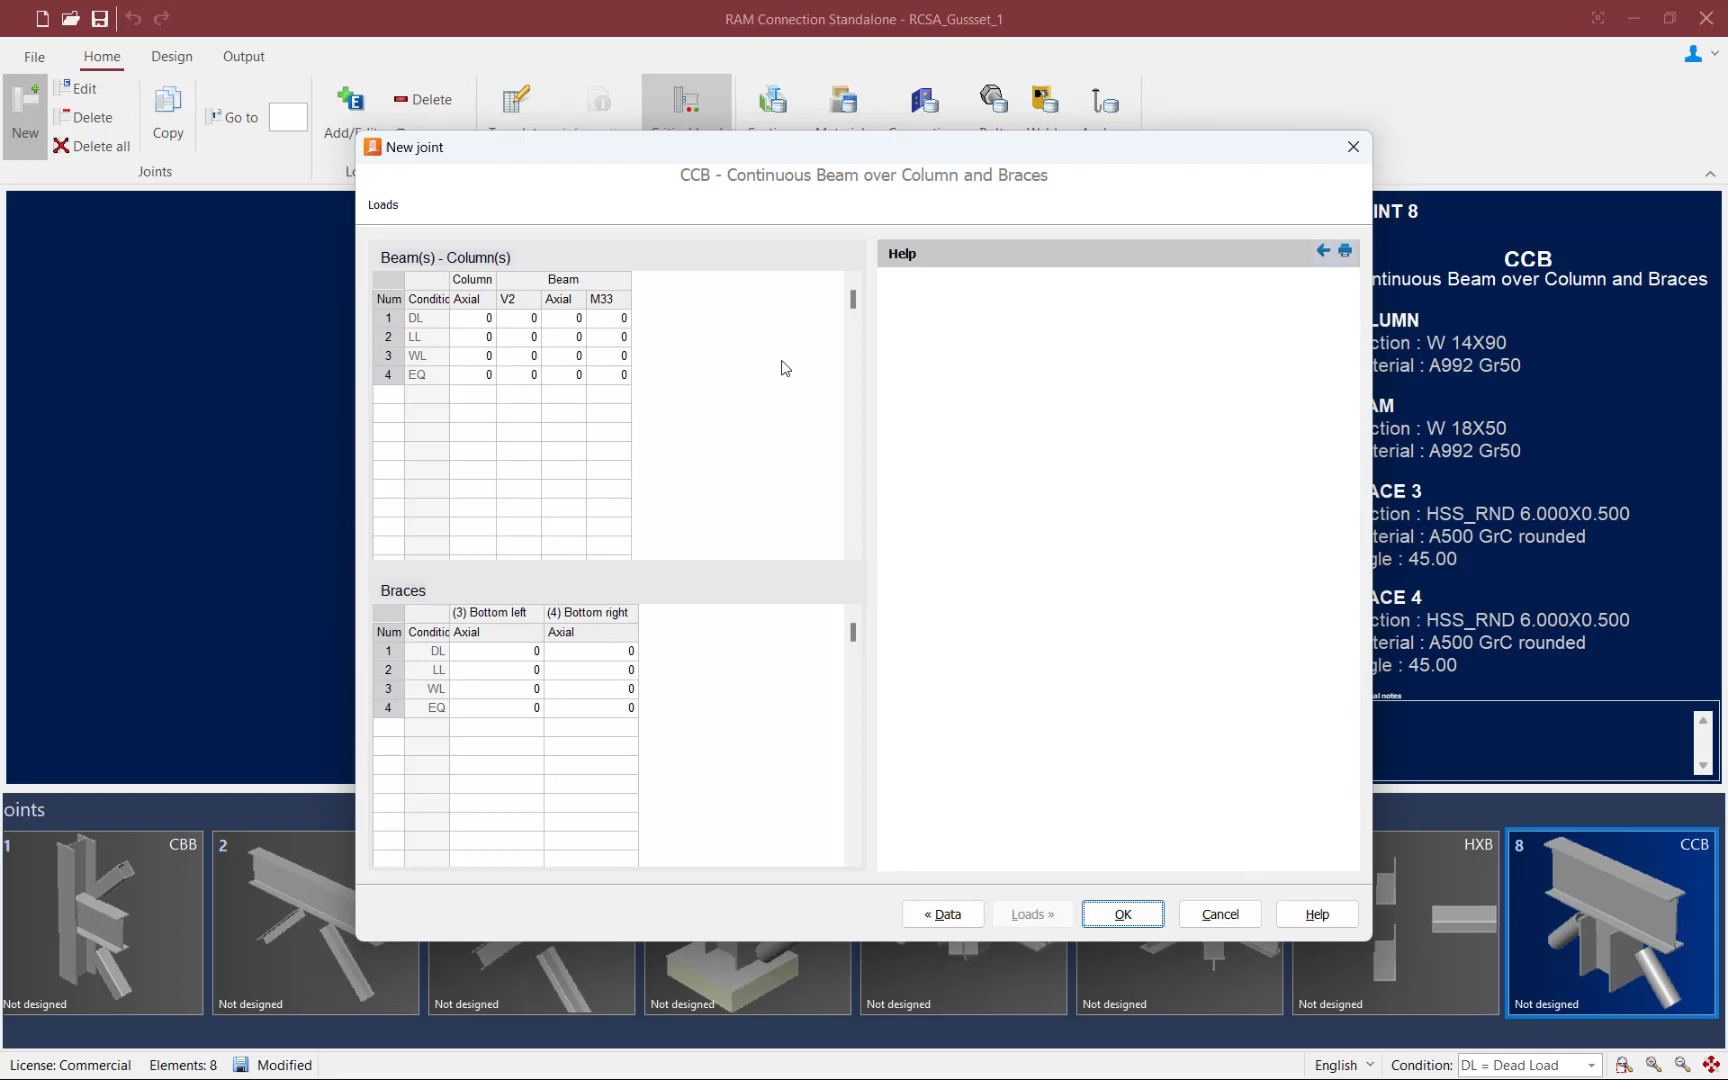 RAM Connection Standalone - RCSA_Gussset_1
File
Home
Design
Output
New
Edit
Delete
Delete all
Copy
Go to
Joints
Delete
New joint
CCB - Continuous Beam over Column and Braces
Loads
Beam(s) - Column(s)
Column Beam
Num Conditic Axial V2 Axial M33
1 DL 0 0 0 0
2 LL 0 0 0 0
3 WL 0 0 0 0
4 EQ 0 0 0 0
Braces
(3) Bottom left (4) Bottom right
Num Conditic Axial Axial
1 DL 0 0
2 LL 0 0
3 WL 0 0
4 EQ 0 0
Help
« Data
Loads »
OK
Cancel
Help
INT 8
CCB
ntinuous Beam over Column and Braces
LUMN
ction : W 14X90
terial : A992 Gr50
AM
ction : W 18X50
terial : A992 Gr50
ACE 3
ction : HSS_RND 6.000X0.500
terial : A500 GrC rounded
gle : 45.00
ACE 4
ction : HSS_RND 6.000X0.500
terial : A500 GrC rounded
gle : 45.00
al notes
oints
1 CBB
Not designed
2
Not designed
Not designed
Not designed
Not designed
Not designed
HXB
Not designed
8 CCB
Not designed
License: Commercial
Elements: 8
Modified
English
Condition: DL = Dead Load